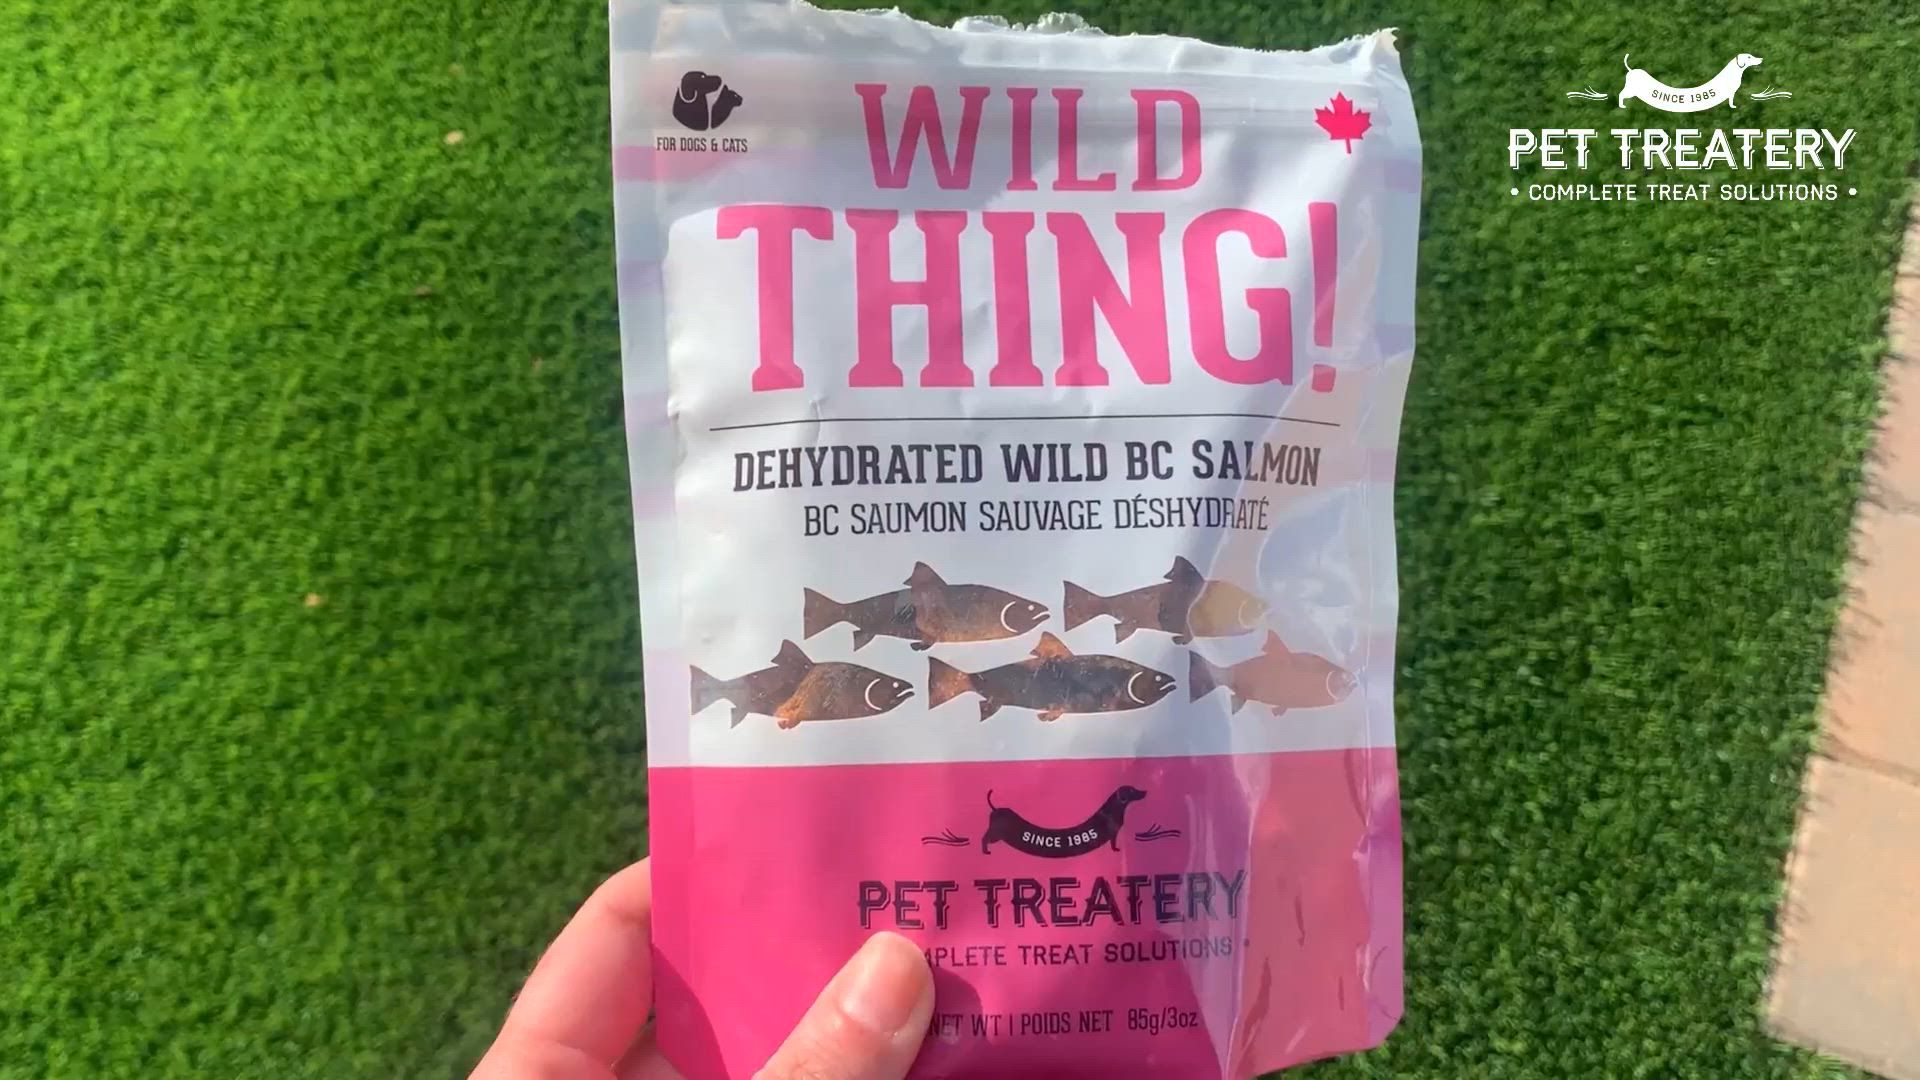 FOR DOGS & CATS
WILD
THING!
DEHYDRATED WILD BC SALMON
BC SAUMON SAUVAGE DÉSHYDRATÉ
SINCE 1985
PET TREATERY
TREAT SOLUTIONS •
NET WT | POIDS NET 85g/3oz
SINCE 1985
PET TREATERY
• COMPLETE TREAT SOLUTIONS •